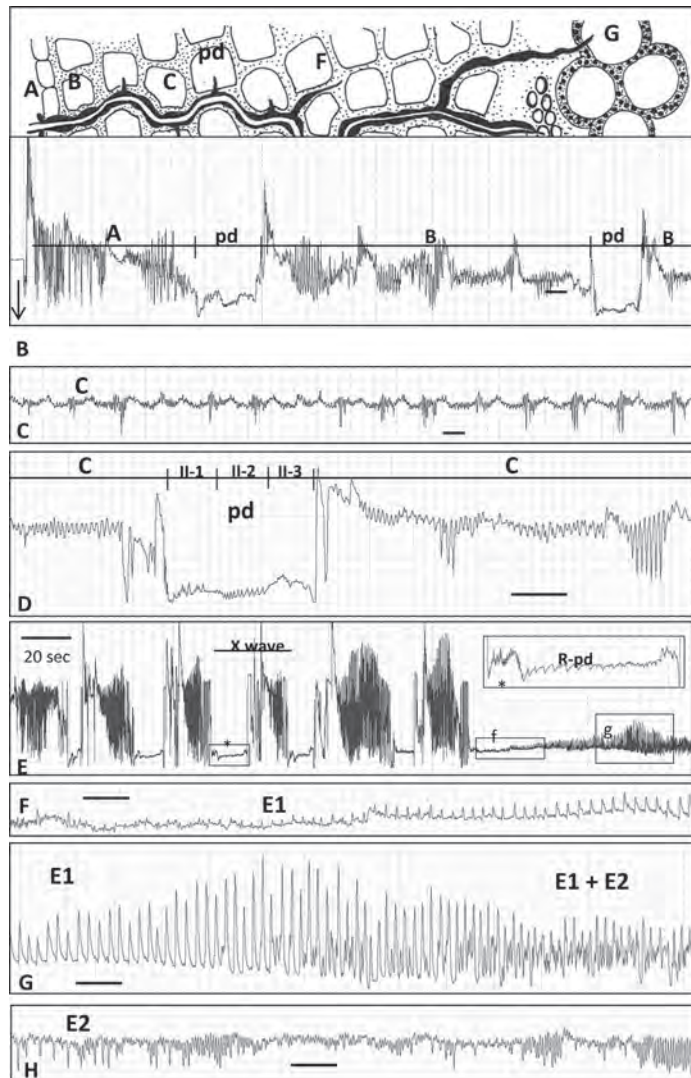 A B C pd F G
A pd B pd B
B
C
C
C II-1 II-2 II-3 C
pd
D
X wave
20 sec
R-pd
*
*
f
g
E
E1
F
E1 E1 + E2
G
E2
H